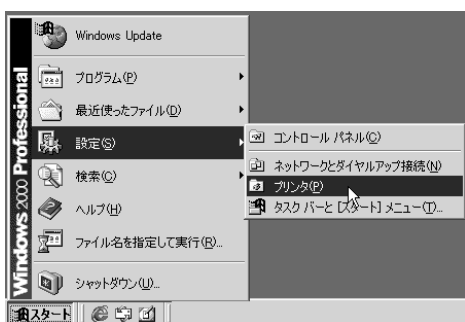 Windows 2000 Professional
Windows Update
プログラム(P)
最近使ったファイル(D)
設定(S)
検索(C)
ヘルプ(H)
ファイル名を指定して実行(R)...
シャットダウン(U)...
コントロール パネル(C)
ネットワークとダイヤルアップ接続(N)
プリンタ(P)
タスク バーと [スタート] メニュー(T)...
スタート